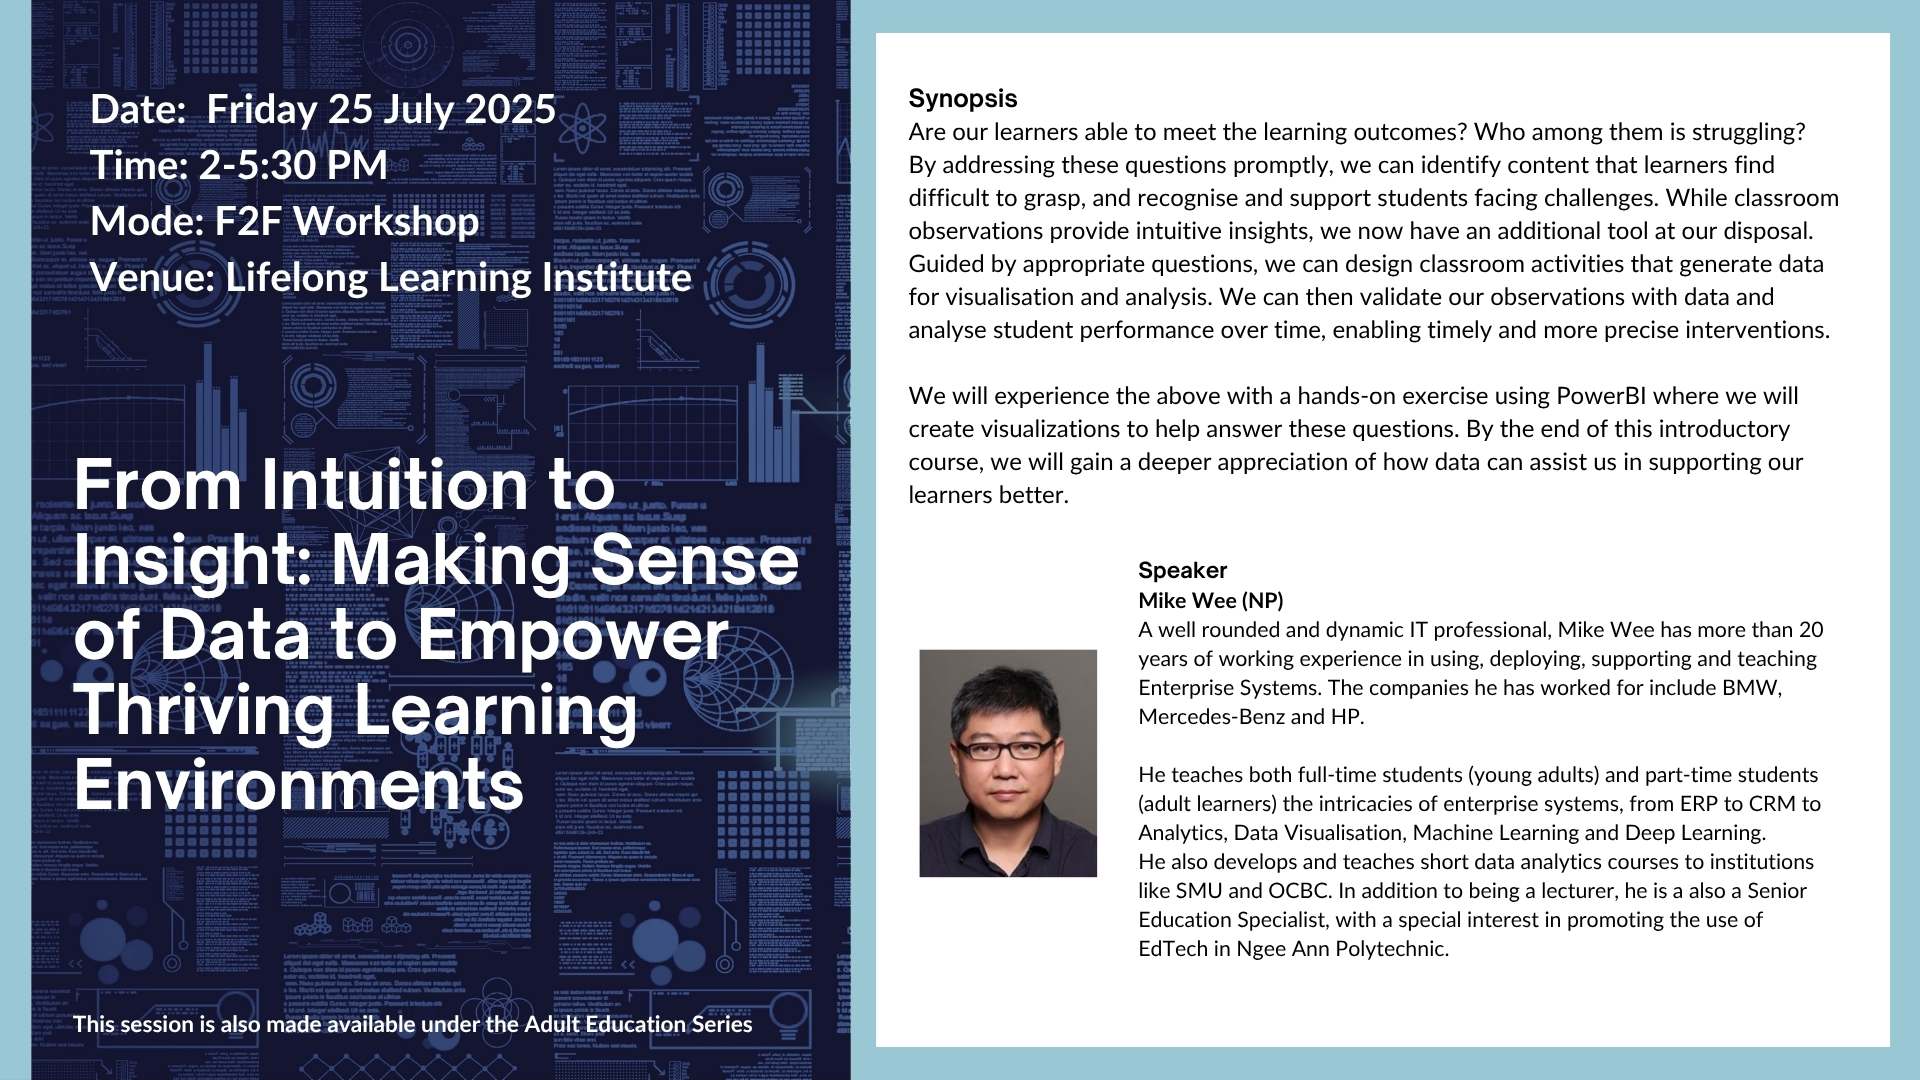 Date:  Friday 25 July 2025
Time: 2-5:30 PM
Mode: F2F Workshop
Venue: Lifelong Learning Institute
From Intuition to
Insight: Making Sense
of Data to Empower
Thriving Learning
Environments
This session is also made available under the Adult Education Series
Synopsis
Are our learners able to meet the learning outcomes? Who among them is struggling?
By addressing these questions promptly, we can identify content that learners find
difficult to grasp, and recognise and support students facing challenges. While classroom
observations provide intuitive insights, we now have an additional tool at our disposal.
Guided by appropriate questions, we can design classroom activities that generate data
for visualisation and analysis. We can then validate our observations with data and
analyse student performance over time, enabling timely and more precise interventions.
We will experience the above with a hands-on exercise using PowerBI where we will
create visualizations to help answer these questions. By the end of this introductory
course, we will gain a deeper appreciation of how data can assist us in supporting our
learners better.
Speaker
Mike Wee (NP)
A well rounded and dynamic IT professional, Mike Wee has more than 20
years of working experience in using, deploying, supporting and teaching
Enterprise Systems. The companies he has worked for include BMW,
Mercedes-Benz and HP.
He teaches both full-time students (young adults) and part-time students
(adult learners) the intricacies of enterprise systems, from ERP to CRM to
Analytics, Data Visualisation, Machine Learning and Deep Learning.
He also develops and teaches short data analytics courses to institutions
like SMU and OCBC. In addition to being a lecturer, he is a also a Senior
Education Specialist, with a special interest in promoting the use of
EdTech in Ngee Ann Polytechnic.